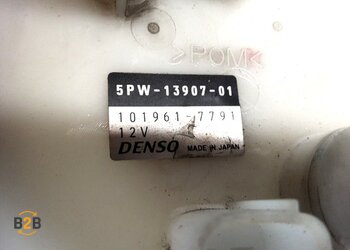 >POM<
5PW-13907-01
101961-7791
12V
DENSO MADE IN JAPAN
B2B